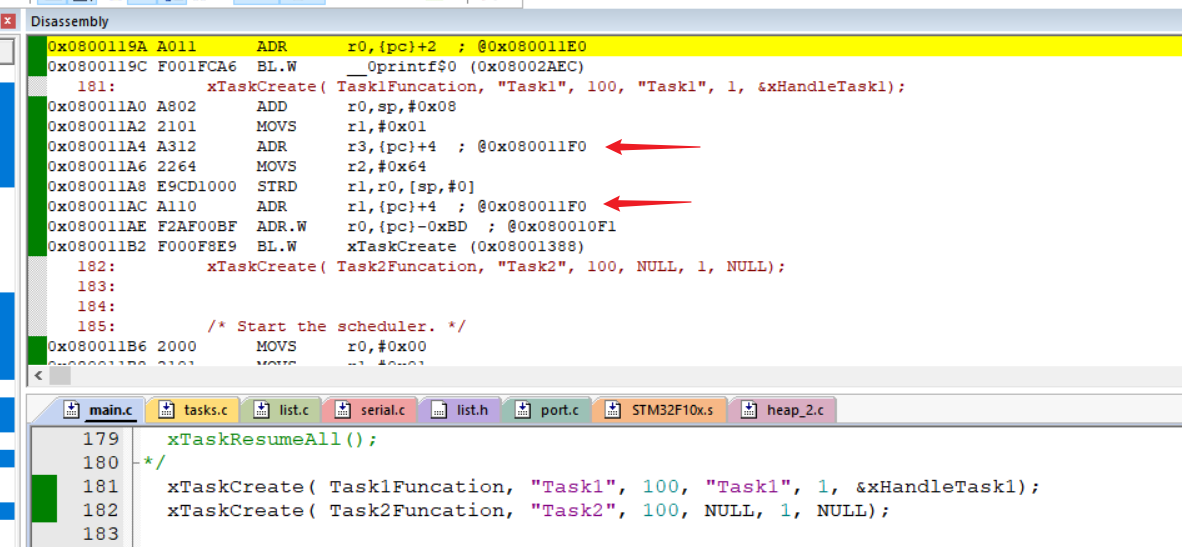 Disassembly
0x0800119A A011 ADR r0,{pc}+2 ; @0x080011E0
0x0800119C F001FCA6 BL.W __0printf$0 (0x08002AEC)
181: xTaskCreate( Task1Funcation, "Task1", 100, "Task1", 1, &xHandleTask1);
0x080011A0 A802 ADD r0,sp,#0x08
0x080011A2 2101 MOVS r1,#0x01
0x080011A4 A312 ADR r3,{pc}+4 ; @0x080011F0
0x080011A6 2264 MOVS r2,#0x64
0x080011A8 E9CD1000 STRD r1,r0,[sp,#0]
0x080011AC A110 ADR r1,{pc}+4 ; @0x080011F0
0x080011AE F2AF00BF ADR.W r0,{pc}-0xBD ; @0x080010F1
0x080011B2 F000F8E9 BL.W xTaskCreate (0x08001388)
182: xTaskCreate( Task2Funcation, "Task2", 100, NULL, 1, NULL);
183:
184:
185: /* Start the scheduler. */
0x080011B6 2000 MOVS r0,#0x00
main.c tasks.c list.c serial.c list.h port.c STM32F10x.s heap_2.c
179 xTaskResumeAll();
180 */
181 xTaskCreate( Task1Funcation, "Task1", 100, "Task1", 1, &xHandleTask1);
182 xTaskCreate( Task2Funcation, "Task2", 100, NULL, 1, NULL);
183